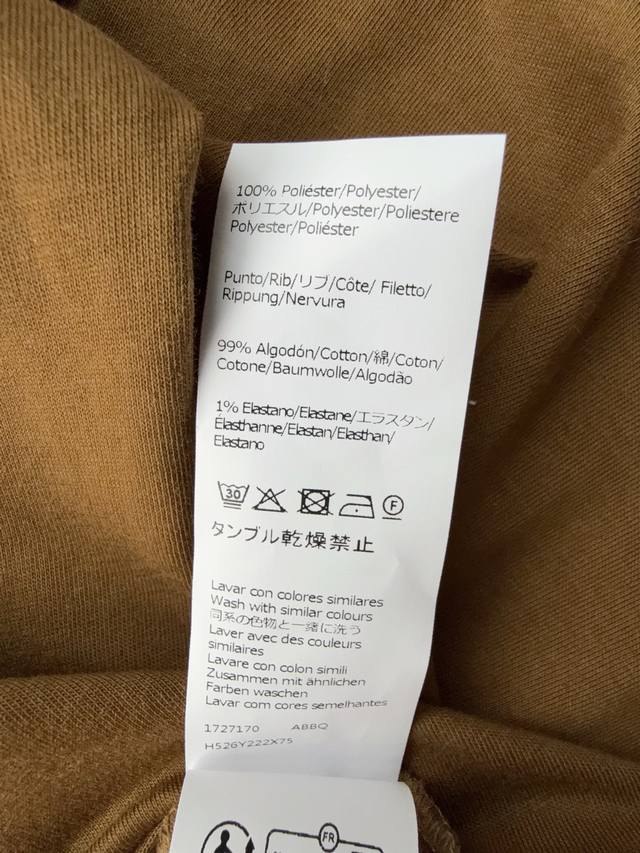 100% Poliéster/Polyester/
ポリエスル/Polyester/Poliestere
Polyester/Poliéster
Punto/Rib/リブ/Côte/ Filetto/
Rippung/Nervura
99% Algodón/Cotton/綿/Coton/
Cotone/Baumwolle/Algodão
1% Elastano/Elastane/エラスタン/
Élasthanne/Elastan/Elasthan/
Elastano
30 F
タンブル乾燥禁止
Lavar con colores similares
Wash with similar colours
同系の色物と一緒に洗う
Laver avec des couleurs
similaires
Lavare con colon simili
Zusammen mit ähnlichen
Farben waschen
Lavar com cores semelhantes
1727170 ABBQ
H526Y222X75
FR